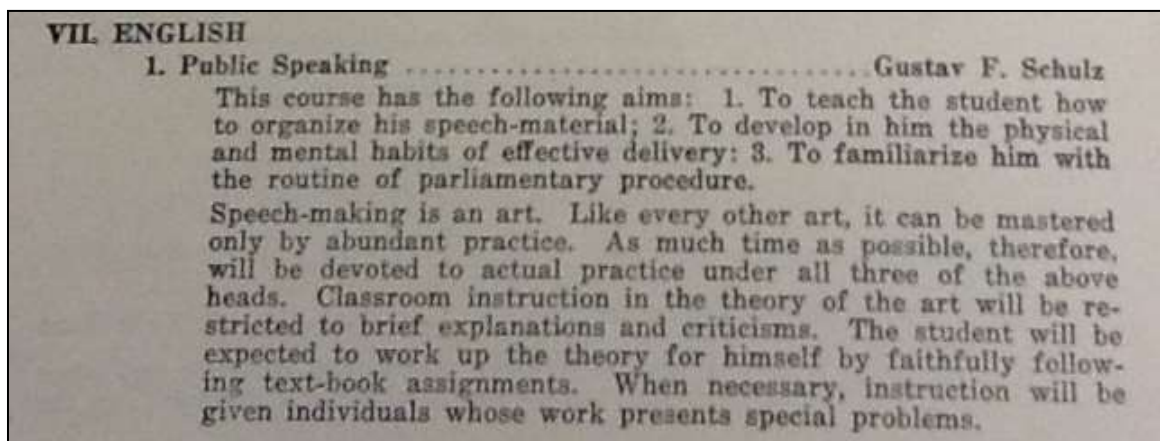 VII. ENGLISH
1. Public Speaking ................................ Gustav F. Schulz
This course has the following aims: 1. To teach the student how
to organize his speech-material; 2. To develop in him the physical
and mental habits of effective delivery: 3. To familiarize him with
the routine of parliamentary procedure.
Speech-making is an art. Like every other art, it can be mastered
only by abundant practice. As much time as possible, therefore,
will be devoted to actual practice under all three of the above
heads. Classroom instruction in the theory of the art will be re-
stricted to brief explanations and criticisms. The student will be
expected to work up the theory for himself by faithfully follow-
ing text-book assignments. When necessary, instruction will be
given individuals whose work presents special problems.